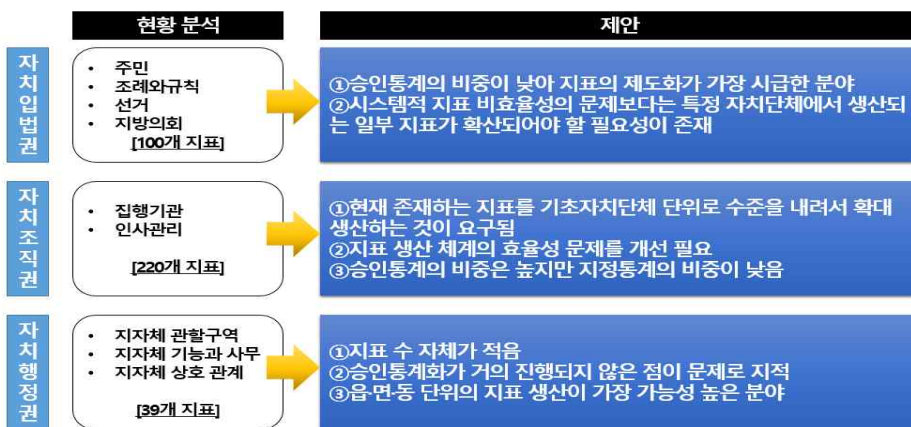 현황 분석
제안
자치입법권
• 주민
• 조례와규칙
• 선거
• 지방의회
[100개 지표]
①승인통계의 비중이 낮아 지표의 제도화가 가장 시급한 분야
②시스템적 지표 비효율성의 문제보다는 특정 자치단체에서 생산되
는 일부 지표가 확산되어야 할 필요성이 존재
자치조직권
• 집행기관
• 인사관리
[220개 지표]
①현재 존재하는 지표를 기초자치단체 단위로 수준을 내려서 확대
생산하는 것이 요구됨
②지표 생산 체계의 효율성 문제를 개선 필요
③승인통계의 비중은 높지만 지정통계의 비중이 낮음
자치행정권
• 지자체 관할구역
• 지자체 기능과 사무
• 지자체 상호 관계
[39개 지표]
①지표 수 자체가 적음
②승인통계화가 거의 진행되지 않은 점이 문제로 지적
③읍·면·동 단위의 지표 생산이 가장 가능성 높은 분야